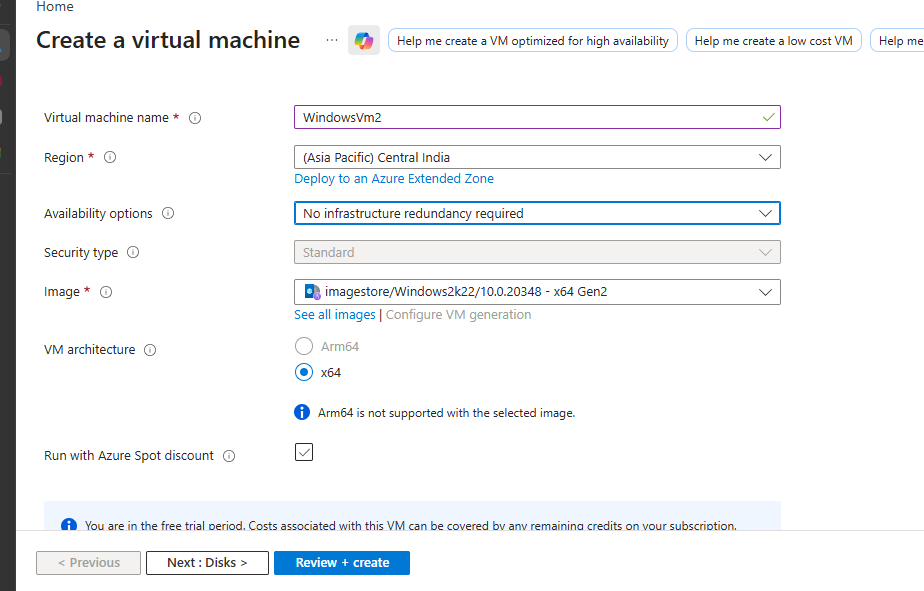 Home
Create a virtual machine ... Help me create a VM optimized for high availability Help me create a low cost VM Help me
Virtual machine name * WindowsVm2
Region * (Asia Pacific) Central India
Deploy to an Azure Extended Zone
Availability options No infrastructure redundancy required
Security type Standard
Image * imagestore/Windows2k22/10.0.20348 - x64 Gen2
See all images | Configure VM generation
VM architecture Arm64
x64
Arm64 is not supported with the selected image.
Run with Azure Spot discount
You are in the free trial period. Costs associated with this VM can be covered by any remaining credits on your subscription.
< Previous Next : Disks > Review + create